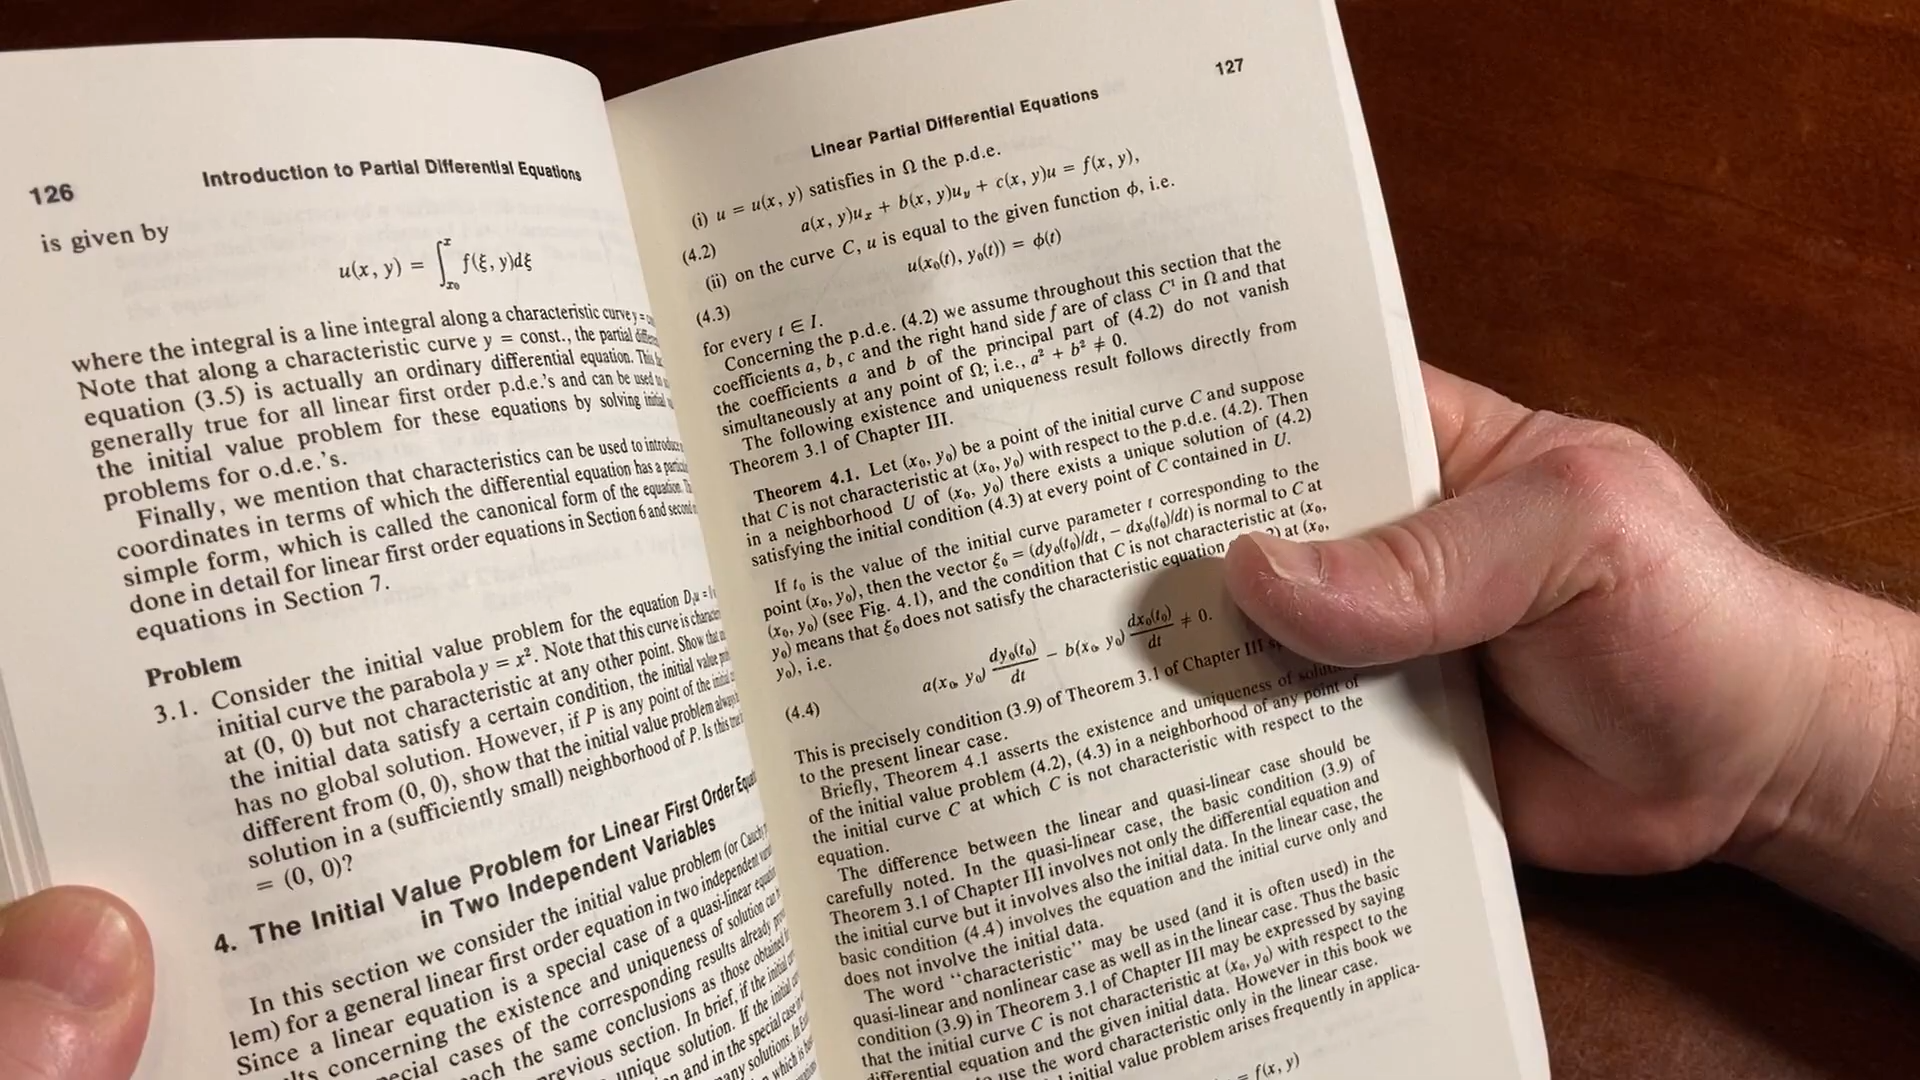 126
Introduction to Partial Differential Equations
is given by
u(x, y) = ∫_{x₀}^{x} f(ξ, y)dξ
where the integral is a line integral along a characteristic curve y =
Note that along a characteristic curve y = const., the partial
equation (3.5) is actually an ordinary differential equation. This
generally true for all linear first order p.d.e.'s and can be used
the initial value problem for these equations by solving initial
problems for o.d.e.'s.
Finally, we mention that characteristics can be used to introduce
coordinates in terms of which the differential equation has a
simple form, which is called the canonical form of the equation.
done in detail for linear first order equations in Section 6 and
equations in Section 7.
Problem
3.1. Consider the initial value problem for the equation
initial curve the parabola y = x². Note that this curve is
at (0, 0) but not characteristic at any other point. Show that
the initial data satisfy a certain condition, the initial value
has no global solution. However, if P is any point of the initial
different from (0, 0), show that the initial value problem always
solution in a (sufficiently small) neighborhood of P. Is this true
= (0, 0)?
4. The Initial Value Problem for Linear First Order
in Two Independent Variables
In this section we consider the initial value problem (or Cauchy
lem) for a general linear first order equation in two independent
Since a linear equation is a special case of a quasi-linear
concerning the existence and uniqueness of solution
cases of the corresponding results already
the same conclusions as those obtained
previous section. In brief, if the initial
unique solution. If the initial
and in the special case
many solutions.
which is
127
Linear Partial Differential Equations
(i) u = u(x, y) satisfies in Ω the p.d.e.
(4.2) a(x, y)uₓ + b(x, y)u_y + c(x, y)u = f(x, y),
(ii) on the curve C, u is equal to the given function φ, i.e.
(4.3) u(x₀(t), y₀(t)) = φ(t)
for every t ∈ I.
Concerning the p.d.e. (4.2) we assume throughout this section that the
coefficients a, b, c and the right hand side f are of class C¹ in Ω and that
the coefficients a and b of the principal part of (4.2) do not vanish
simultaneously at any point of Ω; i.e., a² + b² ≠ 0.
The following existence and uniqueness result follows directly from
Theorem 3.1 of Chapter III.
Theorem 4.1. Let (x₀, y₀) be a point of the initial curve C and suppose
that C is not characteristic at (x₀, y₀) with respect to the p.d.e. (4.2). Then
in a neighborhood U of (x₀, y₀) there exists a unique solution of (4.2)
satisfying the initial condition (4.3) at every point of C contained in U.
If t₀ is the value of the initial curve parameter t corresponding to the
point (x₀, y₀), then the vector ξ₀ = (dy₀(t₀)/dt, − dx₀(t₀)/dt) is normal to C at
(x₀, y₀) (see Fig. 4.1), and the condition that C is not characteristic at (x₀,
y₀) means that ξ₀ does not satisfy the characteristic equation at (x₀,
y₀), i.e.
(4.4) a(x₀, y₀) dy₀(t₀)/dt − b(x₀, y₀) dx₀(t₀)/dt ≠ 0.
This is precisely condition (3.9) of Theorem 3.1 of Chapter III
to the present linear case.
Briefly, Theorem 4.1 asserts the existence and uniqueness of
of the initial value problem (4.2), (4.3) in a neighborhood of any point of
the initial curve C at which C is not characteristic with respect to the
equation.
The difference between the linear and quasi-linear case should be
carefully noted. In the quasi-linear case, the basic condition (3.9) of
Theorem 3.1 of Chapter III involves not only the differential equation and
the initial curve but it involves also the initial data. In the linear case, the
basic condition (4.4) involves the equation and the initial curve only and
does not involve the initial data.
The word "characteristic" may be used (and it is often used) in the
quasi-linear and nonlinear case as well as in the linear case. Thus the basic
condition (3.9) in Theorem 3.1 of Chapter III may be expressed by saying
that the initial curve C is not characteristic at (x₀, y₀) with respect to the
differential equation and the given initial data. However in this book we
use the word characteristic only in the linear case.
initial value problem arises frequently in applica-
= f(x, y)